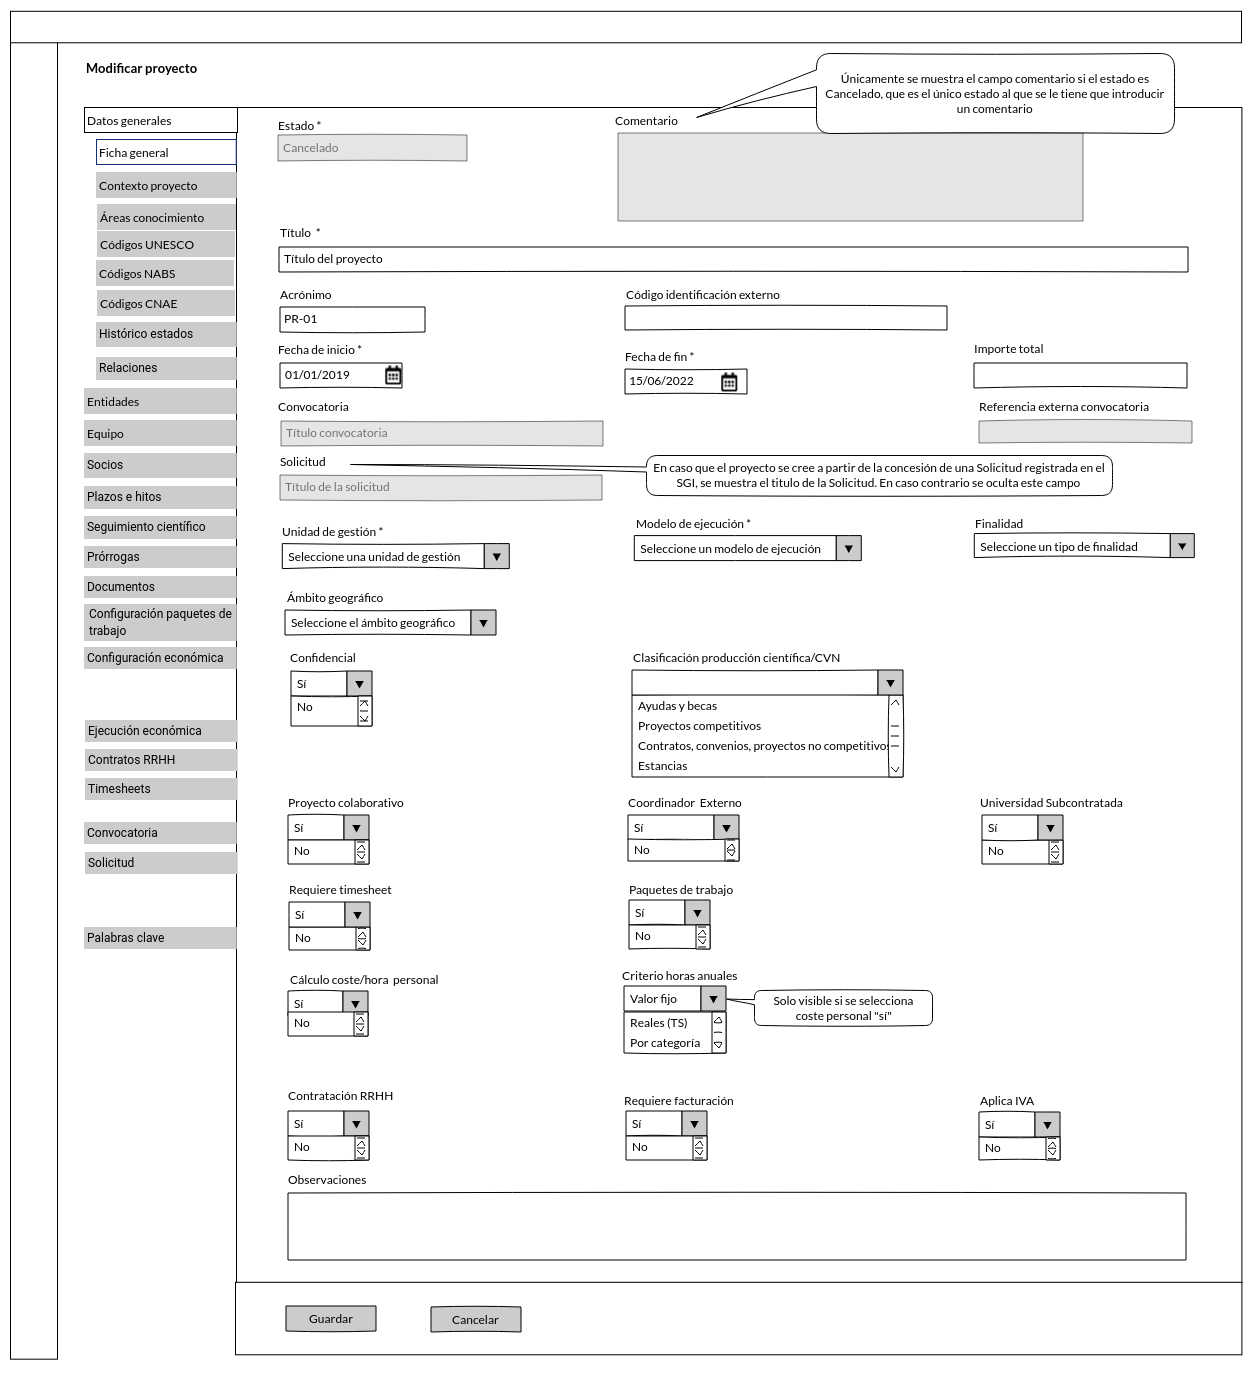 Modificar proyecto
Únicamente se muestra el campo comentario si el estado es
Cancelado, que es el único estado al que se le tiene que introducir
un comentario
Datos generales
Ficha general
Contexto proyecto
Áreas conocimiento
Códigos UNESCO
Códigos NABS
Códigos CNAE
Histórico estados
Relaciones
Entidades
Equipo
Socios
Plazos e hitos
Seguimiento científico
Prórrogas
Documentos
Configuración paquetes de
trabajo
Configuración económica
Ejecución económica
Contratos RRHH
Timesheets
Convocatoria
Solicitud
Palabras clave
Estado *
Cancelado
Comentario
Título *
Título del proyecto
Acrónimo
PR-01
Código identificación externo
Fecha de inicio *
01/01/2019
Fecha de fin *
15/06/2022
Importe total
Convocatoria
Título convocatoria
Referencia externa convocatoria
Solicitud
Título de la solicitud
En caso que el proyecto se cree a partir de la concesión de una Solicitud registrada en el
SGI, se muestra el titulo de la Solicitud. En caso contrario se oculta este campo
Unidad de gestión *
Seleccione una unidad de gestión
Modelo de ejecución *
Seleccione un modelo de ejecución
Finalidad
Seleccione un tipo de finalidad
Ámbito geográfico
Seleccione el ámbito geográfico
Confidencial
Sí
No
Clasificación producción científica/CVN
Ayudas y becas
Proyectos competitivos
Contratos, convenios, proyectos no competitivos
Estancias
Proyecto colaborativo
Sí
No
Coordinador Externo
Sí
No
Universidad Subcontratada
Sí
No
Requiere timesheet
Sí
No
Paquetes de trabajo
Sí
No
Cálculo coste/hora personal
Sí
No
Criterio horas anuales
Valor fijo
Reales (TS)
Por categoría
Solo visible si se selecciona
coste personal "sí"
Contratación RRHH
Sí
No
Requiere facturación
Sí
No
Aplica IVA
Sí
No
Observaciones
Guardar
Cancelar